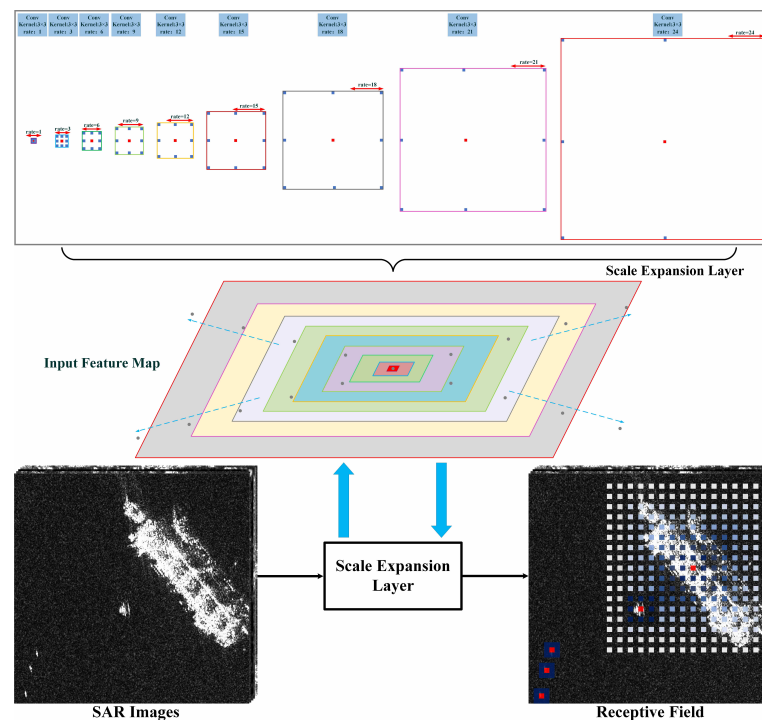 Conv Kernel:3×3 rate: 1
Conv Kernel:3×3 rate: 3
Conv Kernel:3×3 rate: 6
Conv Kernel:3×3 rate: 9
Conv Kernel:3×3 rate: 12
Conv Kernel:3×3 rate: 15
Conv Kernel:3×3 rate: 18
Conv Kernel:3×3 rate: 21
Conv Kernel:3×3 rate: 24
rate=1
rate=3
rate=6
rate=9
rate=12
rate=15
rate=18
rate=21
rate=24
Scale Expansion Layer
Input Feature Map
Scale Expansion
Layer
SAR Images
Receptive Field